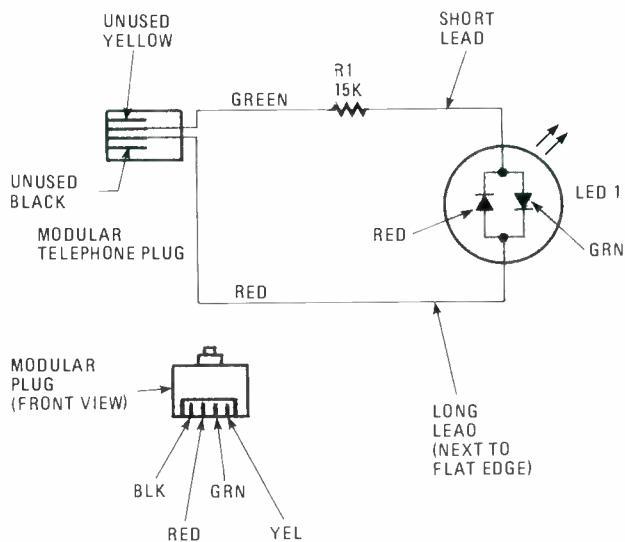 UNUSED
YELLOW
SHORT
LEAD
R1
15K
GREEN
UNUSED
BLACK
LED 1
RED
GRN
MODULAR
TELEPHONE PLUG
RED
MODULAR
PLUG
(FRONT VIEW)
LONG
LEAO
(NEXT TO
FLAT EDGE)
BLK
GRN
RED
YEL